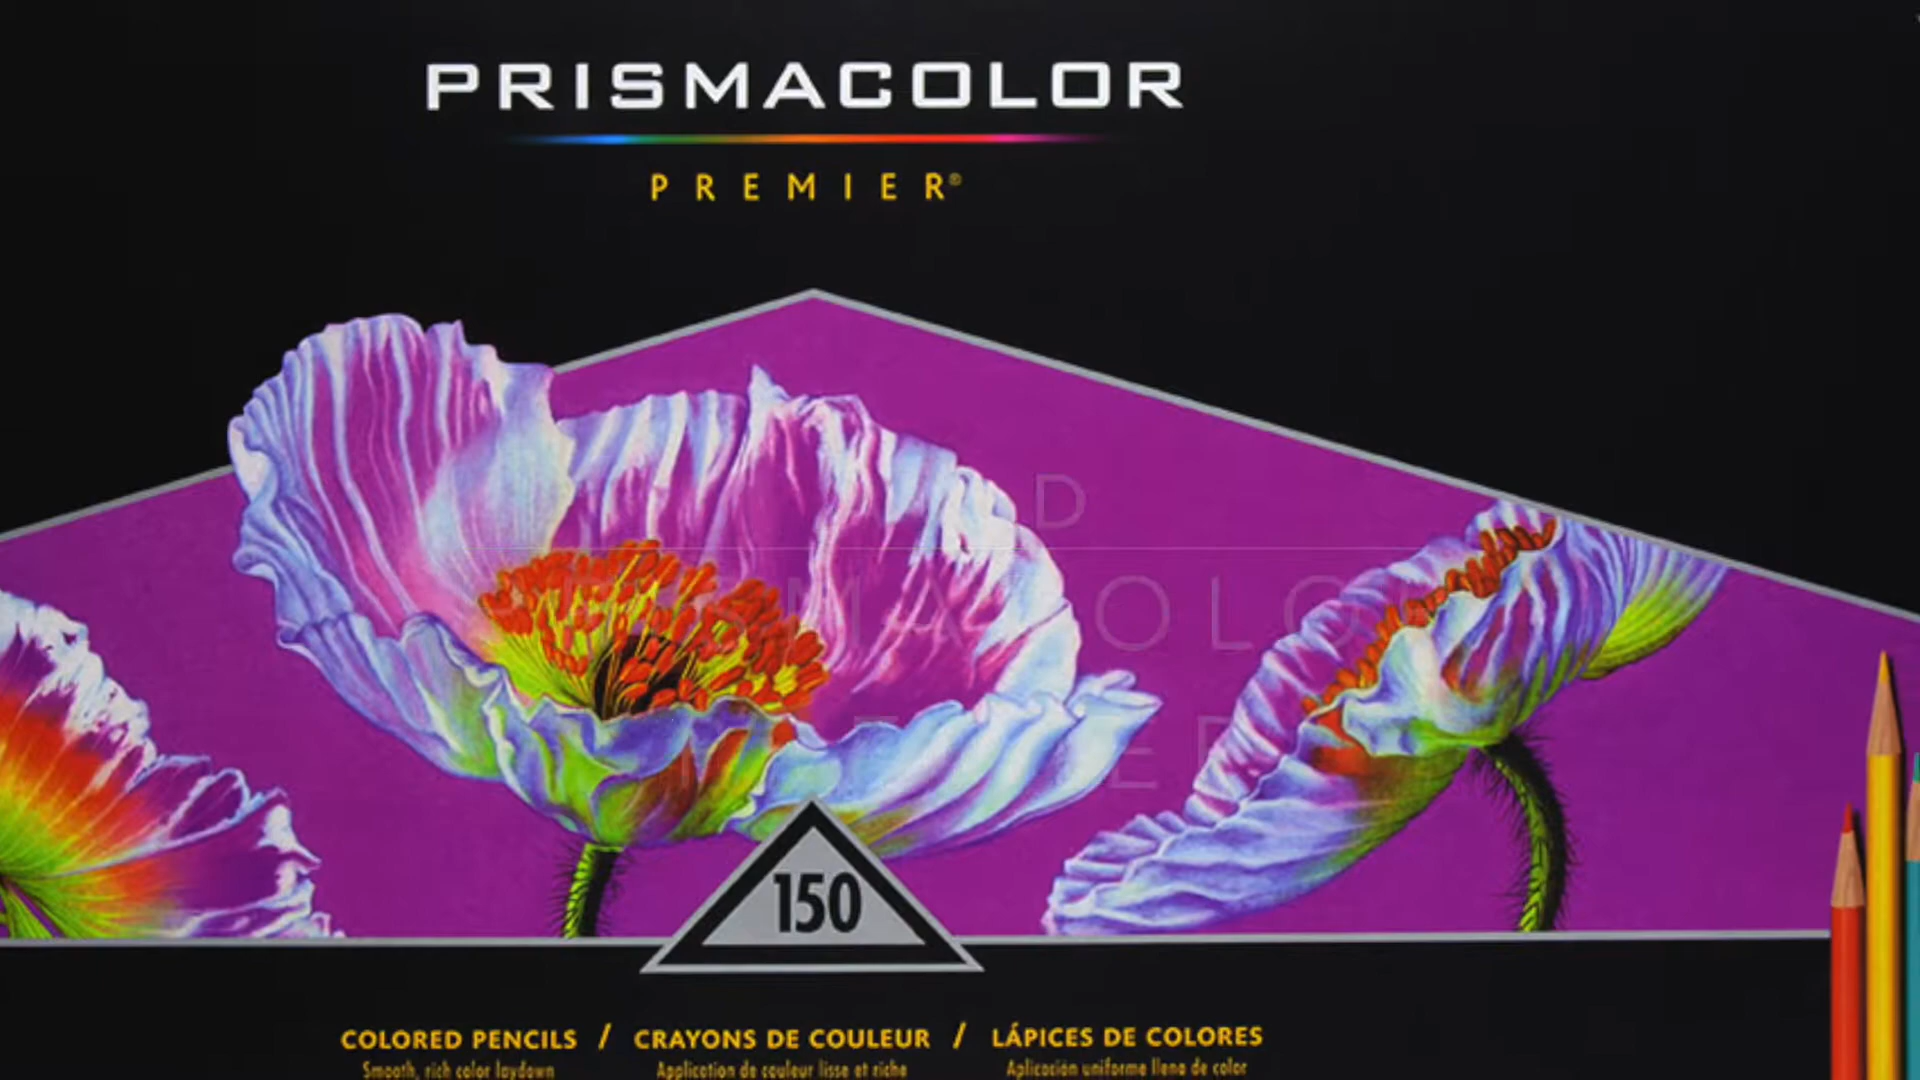 PRISMACOLOR
PREMIER®
150
COLORED PENCILS / CRAYONS DE COULEUR / LÁPICES DE COLORES
Smooth, rich color laydown Application de couleur lisse et riche Aplicación uniforme llena de color